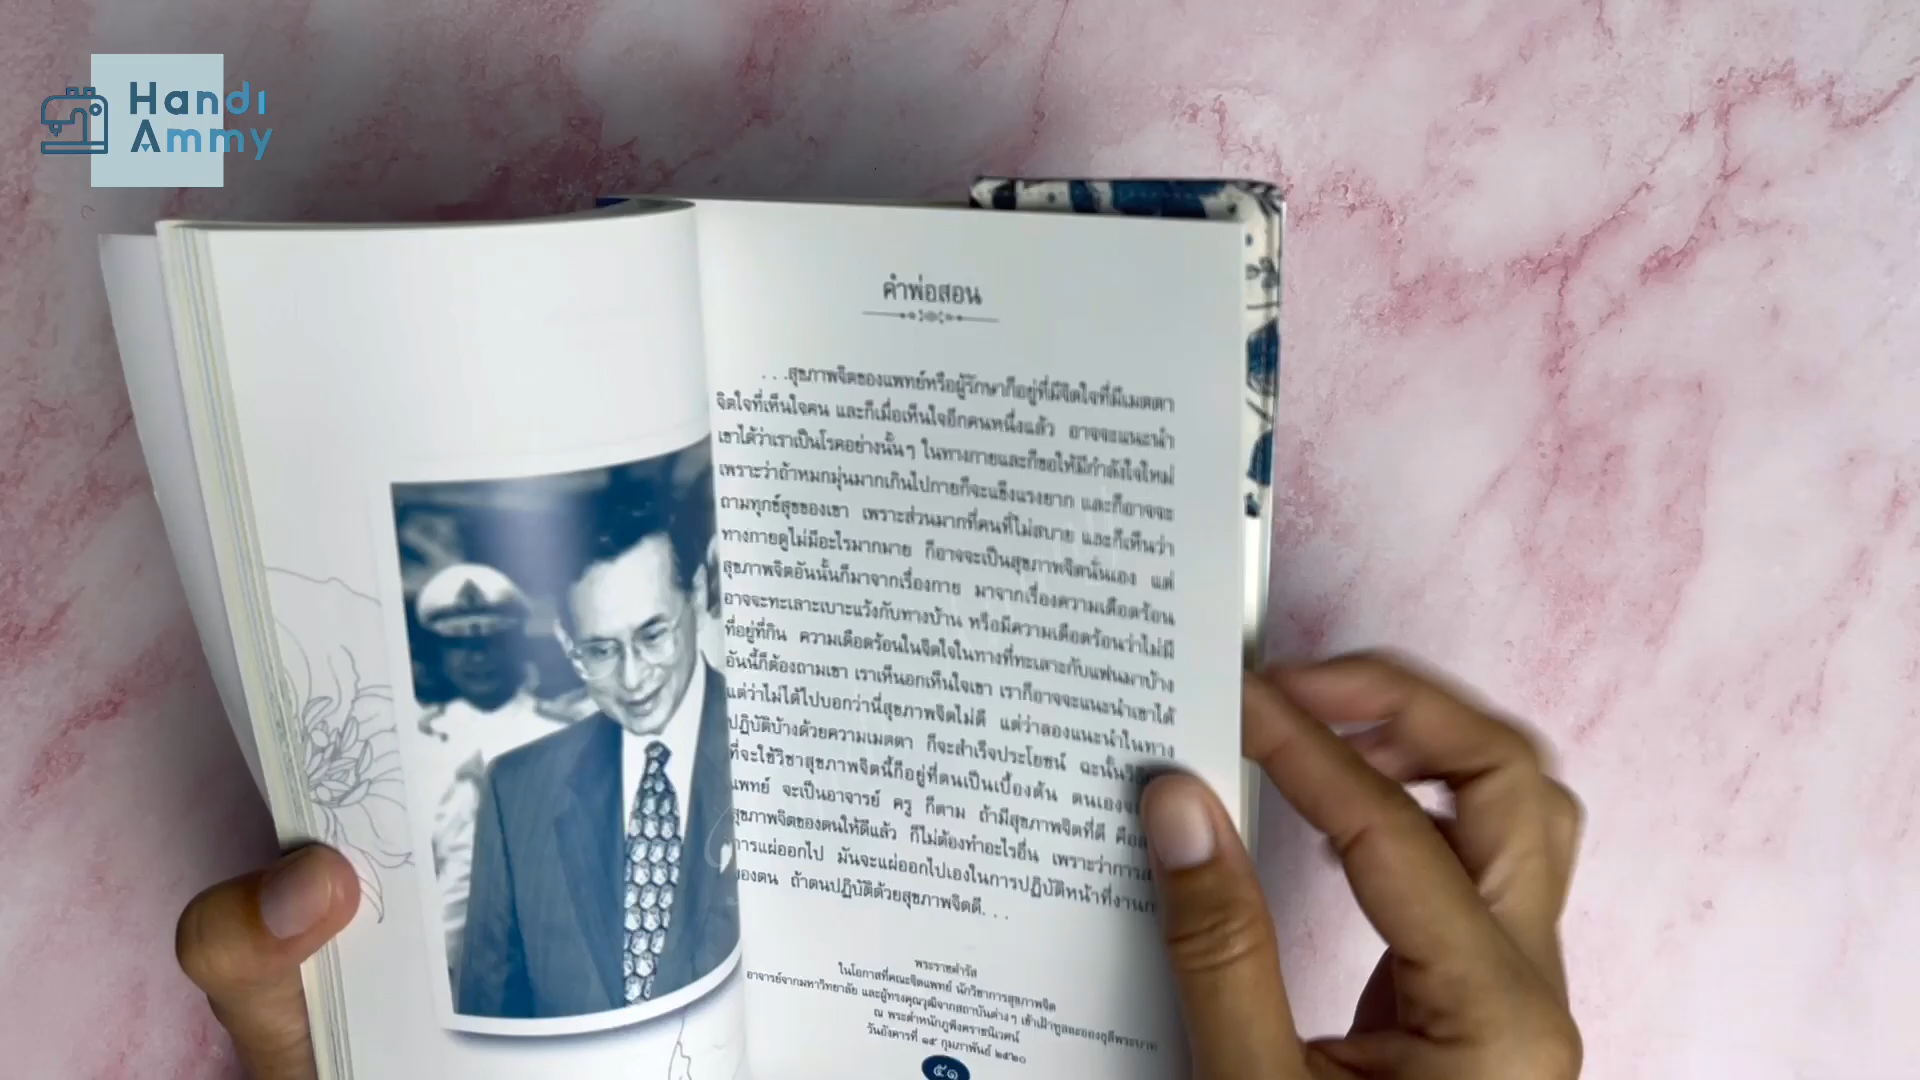 Handi
Ammy
คำพ่อสอน
. . .สุขภาพจิตของแพทย์หรือผู้รักษาก็อยู่ที่มีจิตใจที่มีเมตตา
จิตใจที่เห็นใจคน และก็เมื่อเห็นใจอีกคนหนึ่งแล้ว อาจจะแนะนำ
เขาได้ว่าเราเป็นโรคอย่างนั้นๆ ในทางกายและก็ขอให้มีกำลังใจใหม่
เพราะว่าถ้าหมกมุ่นมากเกินไปกายก็จะแข็งแรงยาก และก็อาจจะ
ถามทุกข์สุขของเขา เพราะส่วนมากที่คนที่ไม่สบาย และก็เห็นว่า
ทางกายดูไม่มีอะไรมากมาย ก็อาจจะเป็นสุขภาพจิตนั่นเอง แต่
สุขภาพจิตอันนั้นก็มาจากเรื่องกาย มาจากเรื่องความเดือดร้อน
อาจจะทะเลาะเบาะแว้งกับทางบ้าน หรือมีความเดือดร้อนว่าไม่มี
ที่อยู่ที่กิน ความเดือดร้อนในจิตใจในทางที่ทะเลาะกับแฟนมาบ้าง
อันนี้ก็ต้องถามเขา เราเห็นอกเห็นใจเขา เราก็อาจจะแนะนำเขาได้
แต่ว่าไม่ได้ไปบอกว่านี่สุขภาพจิตไม่ดี แต่ว่าลองแนะนำในทาง
ปฏิบัติบ้างด้วยความเมตตา ก็จะสำเร็จประโยชน์ ฉะนั้น
ที่จะใช้วิชาสุขภาพจิตนี้ก็อยู่ที่ตนเป็นเบื้องต้น ตนเอง
แพทย์ จะเป็นอาจารย์ ครู ก็ตาม ถ้ามีสุขภาพจิตที่ดี คือ
สุขภาพจิตของตนให้ดีแล้ว ก็ไม่ต้องทำอะไรอื่น เพราะว่า
การแผ่ออกไป มันจะแผ่ออกไปเองในการปฏิบัติหน้าที่งาน
ของตน ถ้าตนปฏิบัติด้วยสุขภาพจิตดี. . .
พระราชดำรัส
ในโอกาสที่คณะจิตแพทย์ นักวิชาการสุขภาพจิต
อาจารย์จากมหาวิทยาลัย และผู้ทรงคุณวุฒิจากสถาบันต่างๆ เข้าเฝ้าทูลละอองธุลีพระบาท
ณ พระตำหนักภูพิงคราชนิเวศน์
วันอังคารที่ ๑๕ กุมภาพันธ์ ๒๕๒๐
๕๑